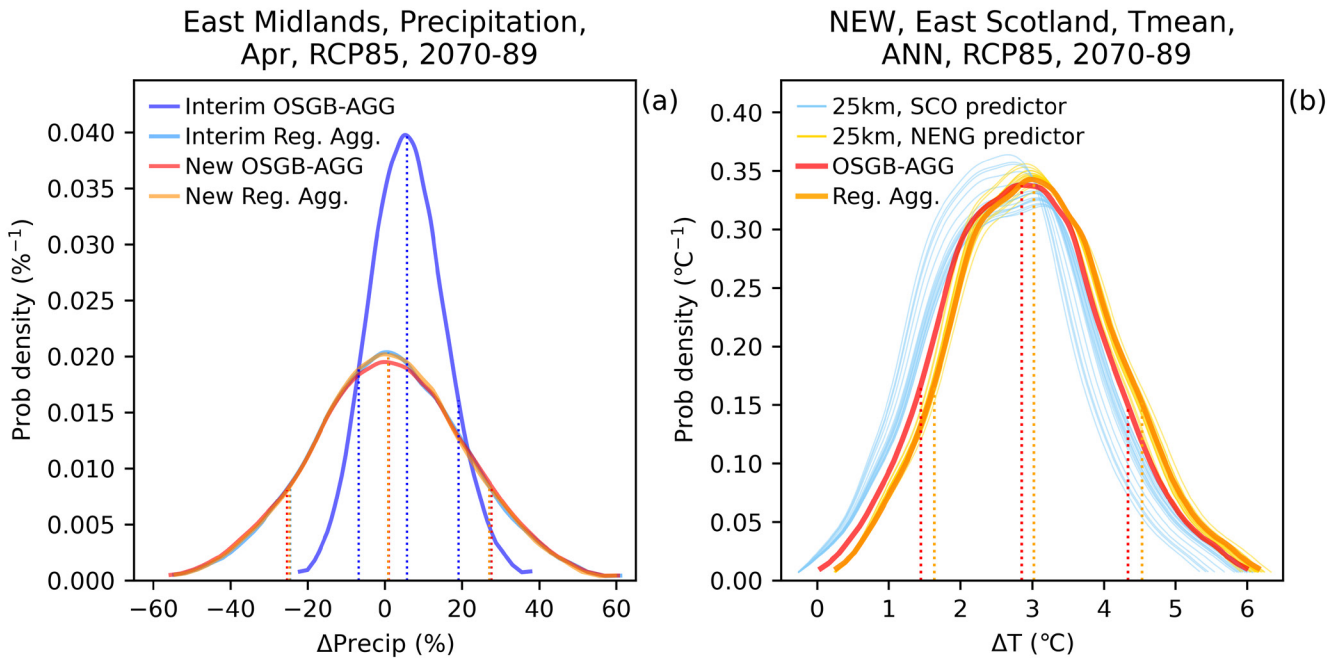 East Midlands, Precipitation,
Apr, RCP85, 2070-89
(a)
Interim OSGB-AGG
Interim Reg. Agg.
New OSGB-AGG
New Reg. Agg.
Prob density (%⁻¹)
0.040
0.035
0.030
0.025
0.020
0.015
0.010
0.005
0.000
−60 −40 −20 0 20 40 60
ΔPrecip (%)
NEW, East Scotland, Tmean,
ANN, RCP85, 2070-89
(b)
25km, SCO predictor
25km, NENG predictor
OSGB-AGG
Reg. Agg.
Prob density (℃⁻¹)
0.40
0.35
0.30
0.25
0.20
0.15
0.10
0.05
0.00
0 1 2 3 4 5 6
ΔT (℃)